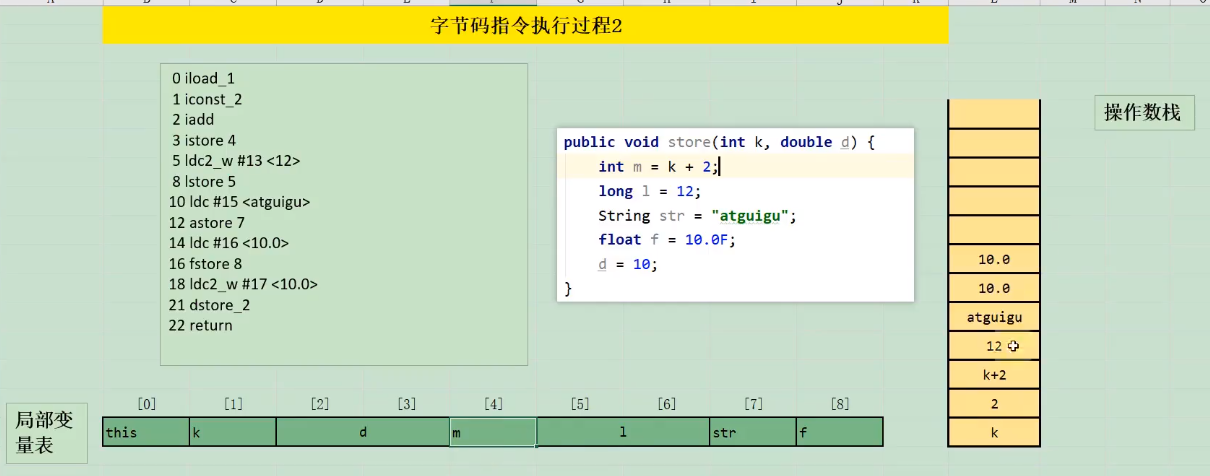 字节码指令执行过程2
0 iload_1
1 iconst_2
2 iadd
3 istore 4
5 ldc2_w #13 <12>
8 lstore 5
10 ldc #15 <atguigu>
12 astore 7
14 ldc #16 <10.0>
16 fstore 8
18 ldc2_w #17 <10.0>
21 dstore_2
22 return
public void store(int k, double d) {
int m = k + 2;
long l = 12;
String str = "atguigu";
float f = 10.0F;
d = 10;
}
操作数栈
10.0
10.0
atguigu
12
k+2
2
k
局部变
量表
[0] [1] [2] [3] [4] [5] [6] [7] [8]
this k d m l str f